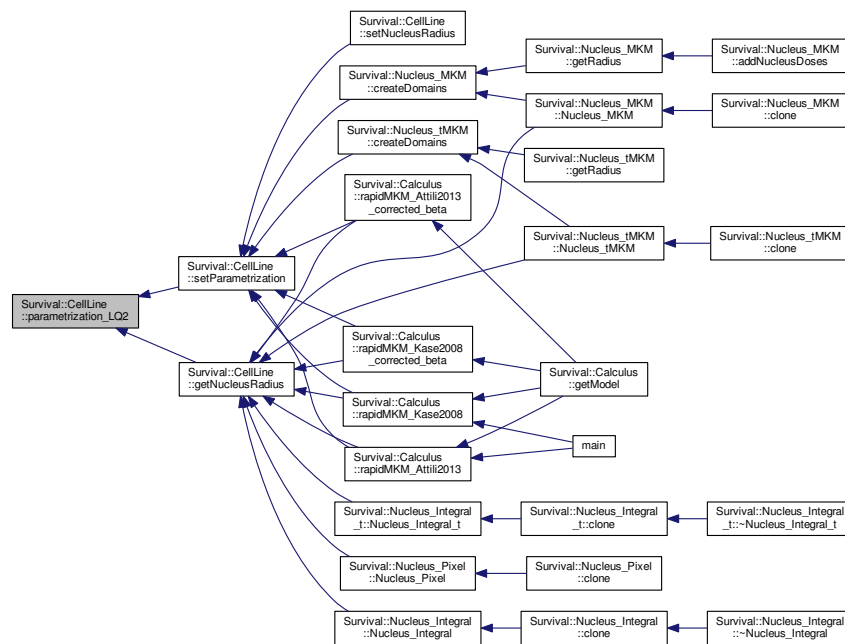 Survival::CellLine
::parametrization_LQ2
Survival::CellLine
::setParametrization
Survival::CellLine
::getNucleusRadius
Survival::CellLine
::setNucleusRadius
Survival::Nucleus_MKM
::createDomains
Survival::Nucleus_tMKM
::createDomains
Survival::Calculus
::rapidMKM_Attili2013
_corrected_beta
Survival::Calculus
::rapidMKM_Kase2008
_corrected_beta
Survival::Calculus
::rapidMKM_Kase2008
Survival::Calculus
::rapidMKM_Attili2013
Survival::Nucleus_Integral
_t::Nucleus_Integral_t
Survival::Nucleus_Pixel
::Nucleus_Pixel
Survival::Nucleus_Integral
::Nucleus_Integral
Survival::Nucleus_MKM
::getRadius
Survival::Nucleus_MKM
::Nucleus_MKM
Survival::Nucleus_tMKM
::getRadius
Survival::Nucleus_tMKM
::Nucleus_tMKM
Survival::Calculus
::getModel
main
Survival::Nucleus_Integral
_t::clone
Survival::Nucleus_Pixel
::clone
Survival::Nucleus_Integral
::clone
Survival::Nucleus_MKM
::addNucleusDoses
Survival::Nucleus_MKM
::clone
Survival::Nucleus_tMKM
::clone
Survival::Nucleus_Integral
_t::~Nucleus_Integral_t
Survival::Nucleus_Integral
::~Nucleus_Integral